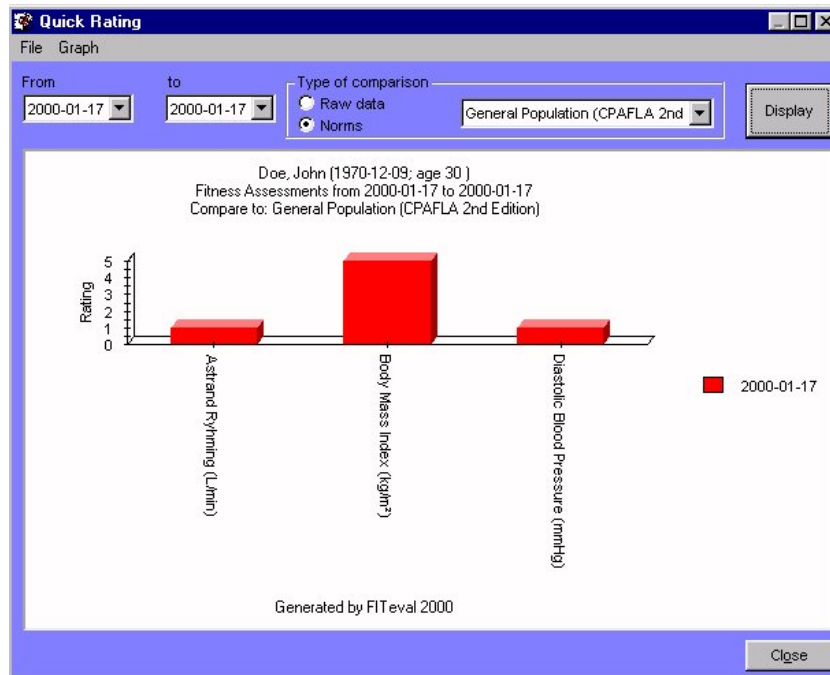 Quick Rating
File Graph
From
to
Type of comparison
2000-01-17
2000-01-17
Raw data
Norms
General Population (CPAFLA 2nd
Display
Doe, John (1970-12-09; age 30 )
Fitness Assessments from 2000-01-17 to 2000-01-17
Compare to: General Population (CPAFLA 2nd Edition)
Rating
5
4
3
2
1
0
Astrand Ryhming (L/min)
Body Mass Index (kg/m²)
Diastolic Blood Pressure (mmHg)
2000-01-17
Generated by FITeval 2000
Close